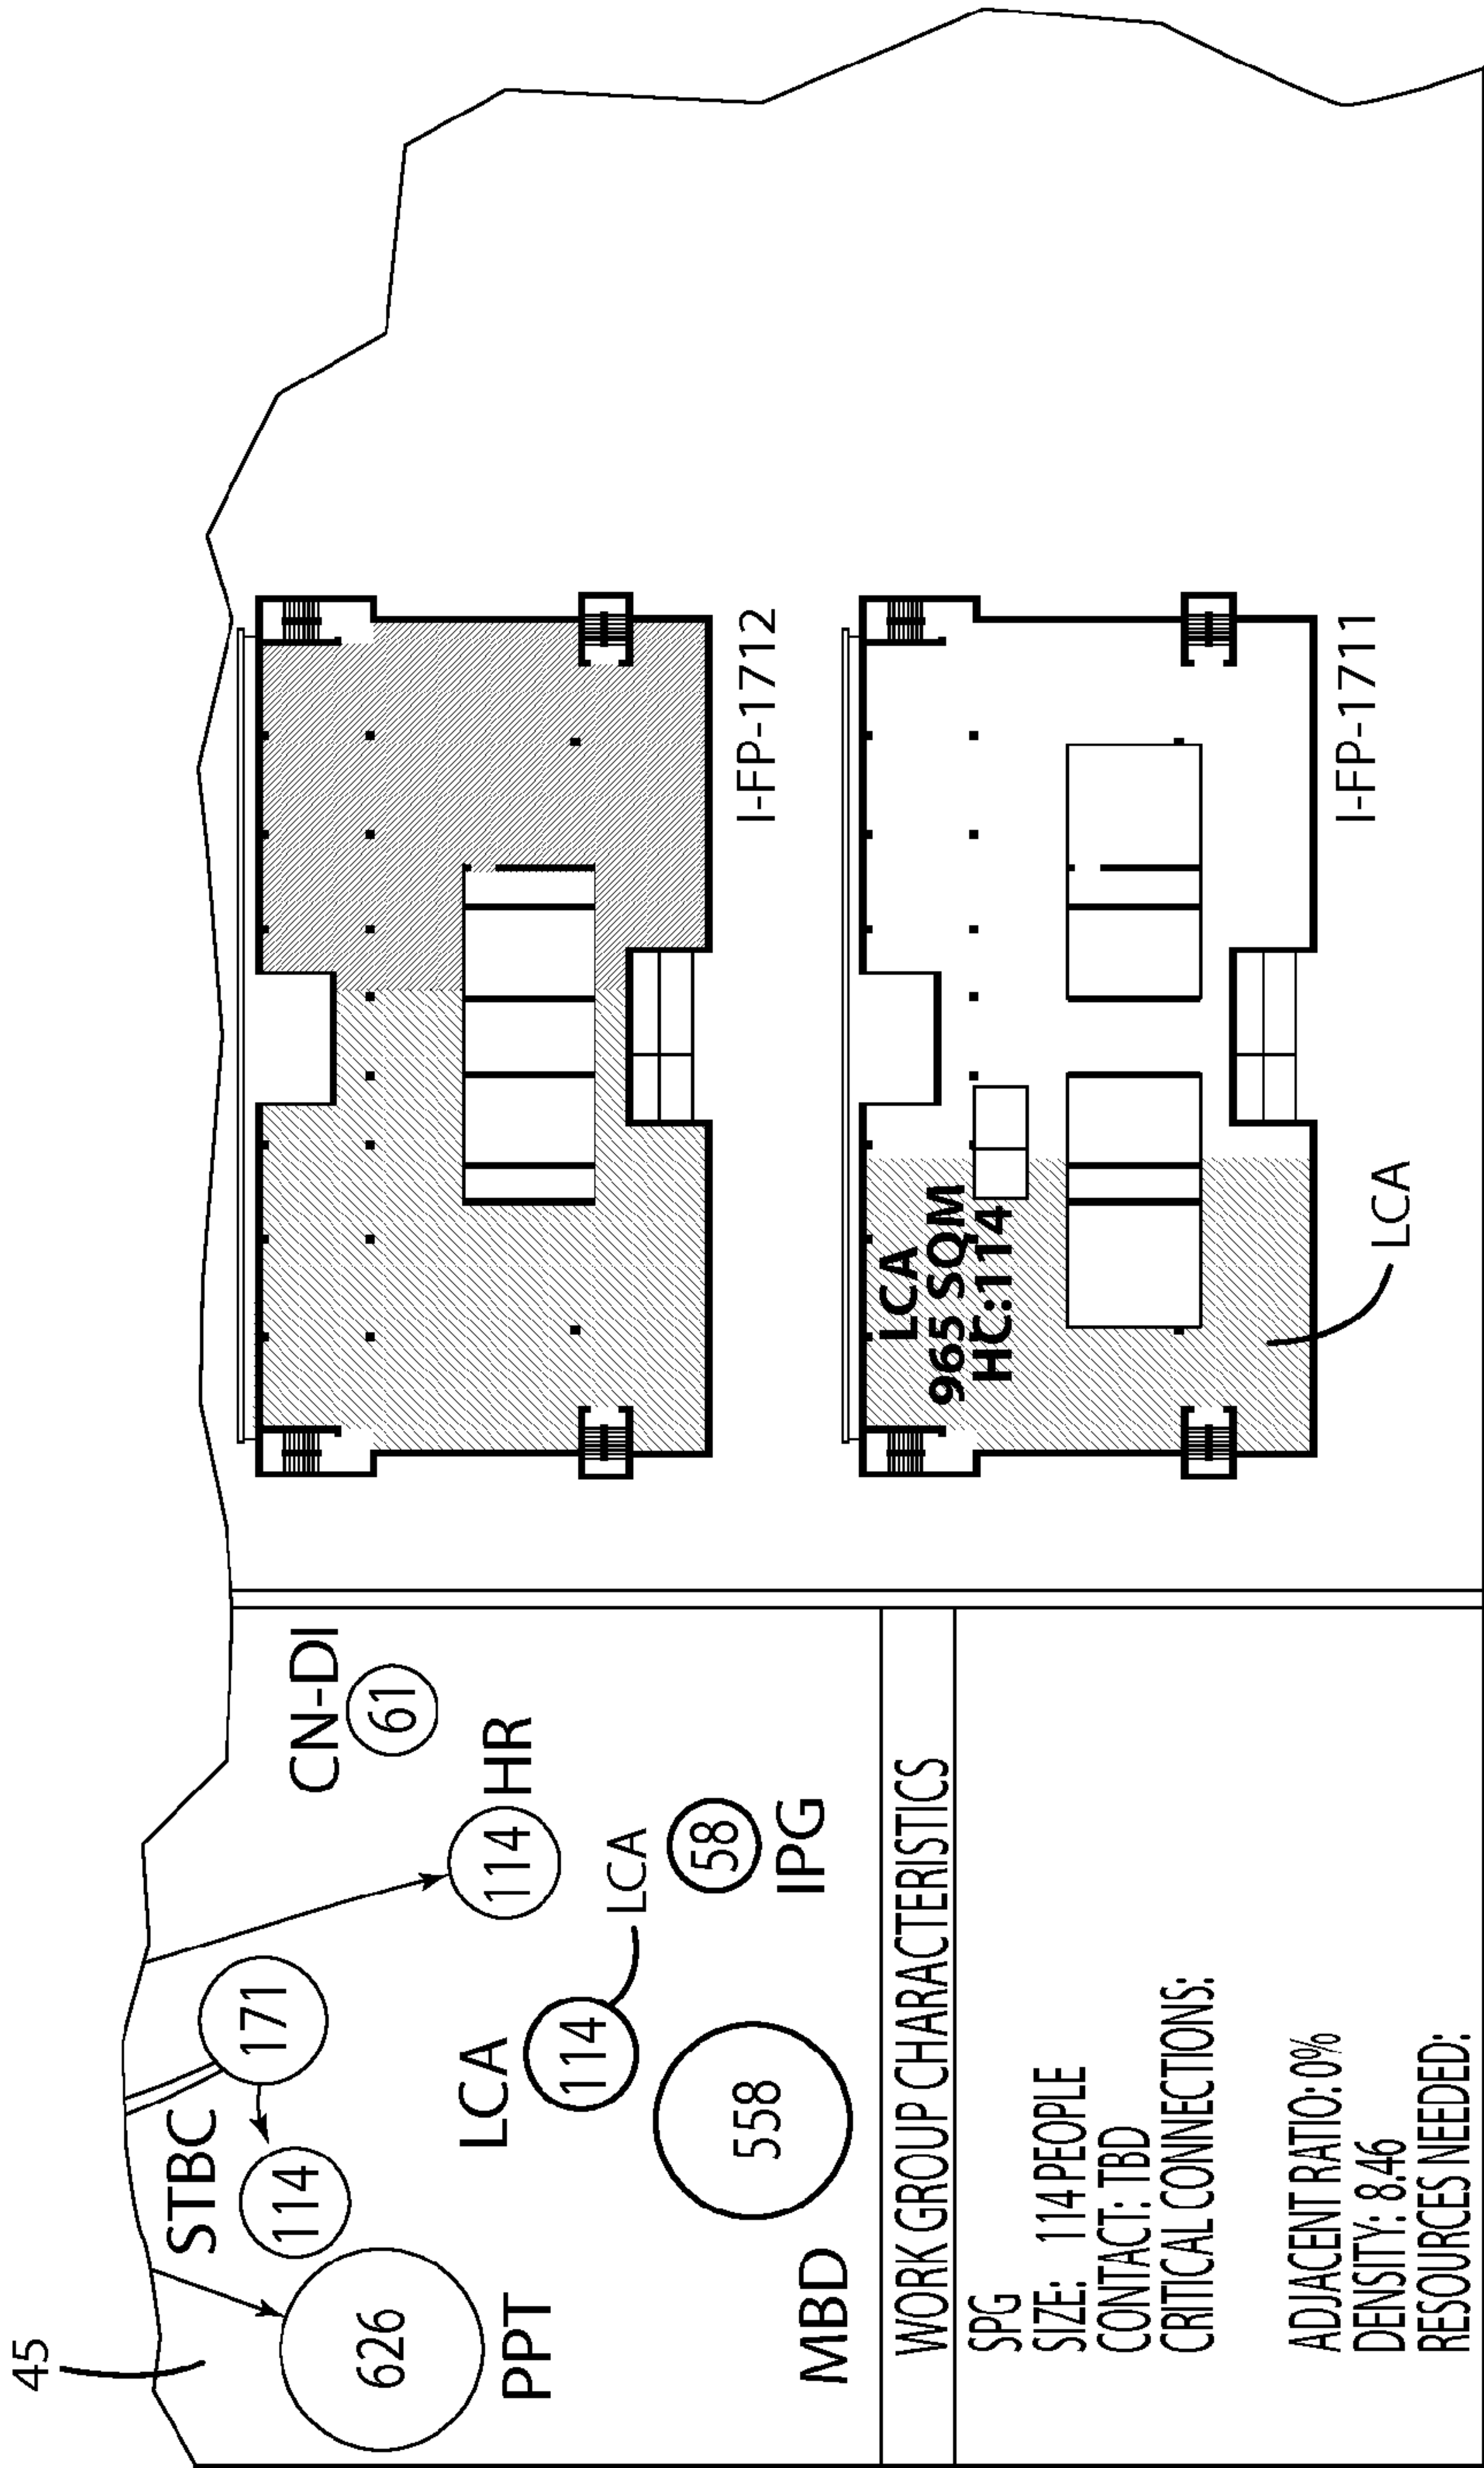 45
STBC
171
114
626
PPT
CN-DI
61
114
HR
LCA
114
LCA
58
IPG
558
MBD
WORK GROUP CHARACTERISTICS
SPG
SIZE: 114 PEOPLE
CONTACT: TBD
CRITICAL CONNECTIONS:
ADJACENT RATIO: 0%
DENSITY: 8.46
RESOURCES NEEDED:
I-FP-1712
LCA
965 SQM
HC:114
I-FP-1711
LCA